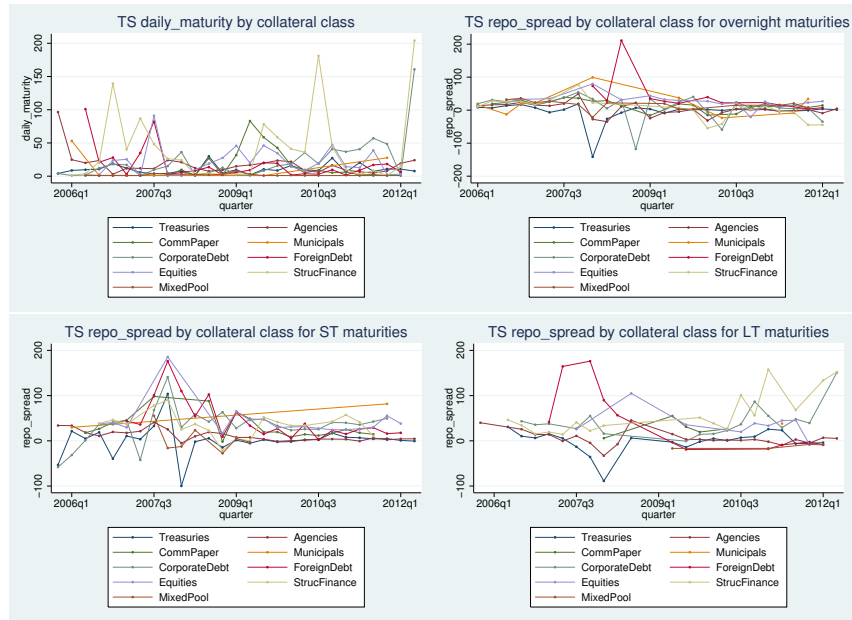 TS daily_maturity by collateral class
200
150
100
50
0
daily_maturity
2006q1 2007q3 2009q1 2010q3 2012q1
quarter
Treasuries Agencies
CommPaper Municipals
CorporateDebt ForeignDebt
Equities StrucFinance
MixedPool
TS repo_spread by collateral class for overnight maturities
200
100
0
−100
−200
repo_spread
2006q1 2007q3 2009q1 2010q3 2012q1
quarter
Treasuries Agencies
CommPaper Municipals
CorporateDebt ForeignDebt
Equities StrucFinance
MixedPool
TS repo_spread by collateral class for ST maturities
200
100
0
−100
repo_spread
2006q1 2007q3 2009q1 2010q3 2012q1
quarter
Treasuries Agencies
CommPaper Municipals
CorporateDebt ForeignDebt
Equities StrucFinance
MixedPool
TS repo_spread by collateral class for LT maturities
200
100
0
−100
repo_spread
2006q1 2007q3 2009q1 2010q3 2012q1
quarter
Treasuries Agencies
CommPaper Municipals
CorporateDebt ForeignDebt
Equities StrucFinance
MixedPool